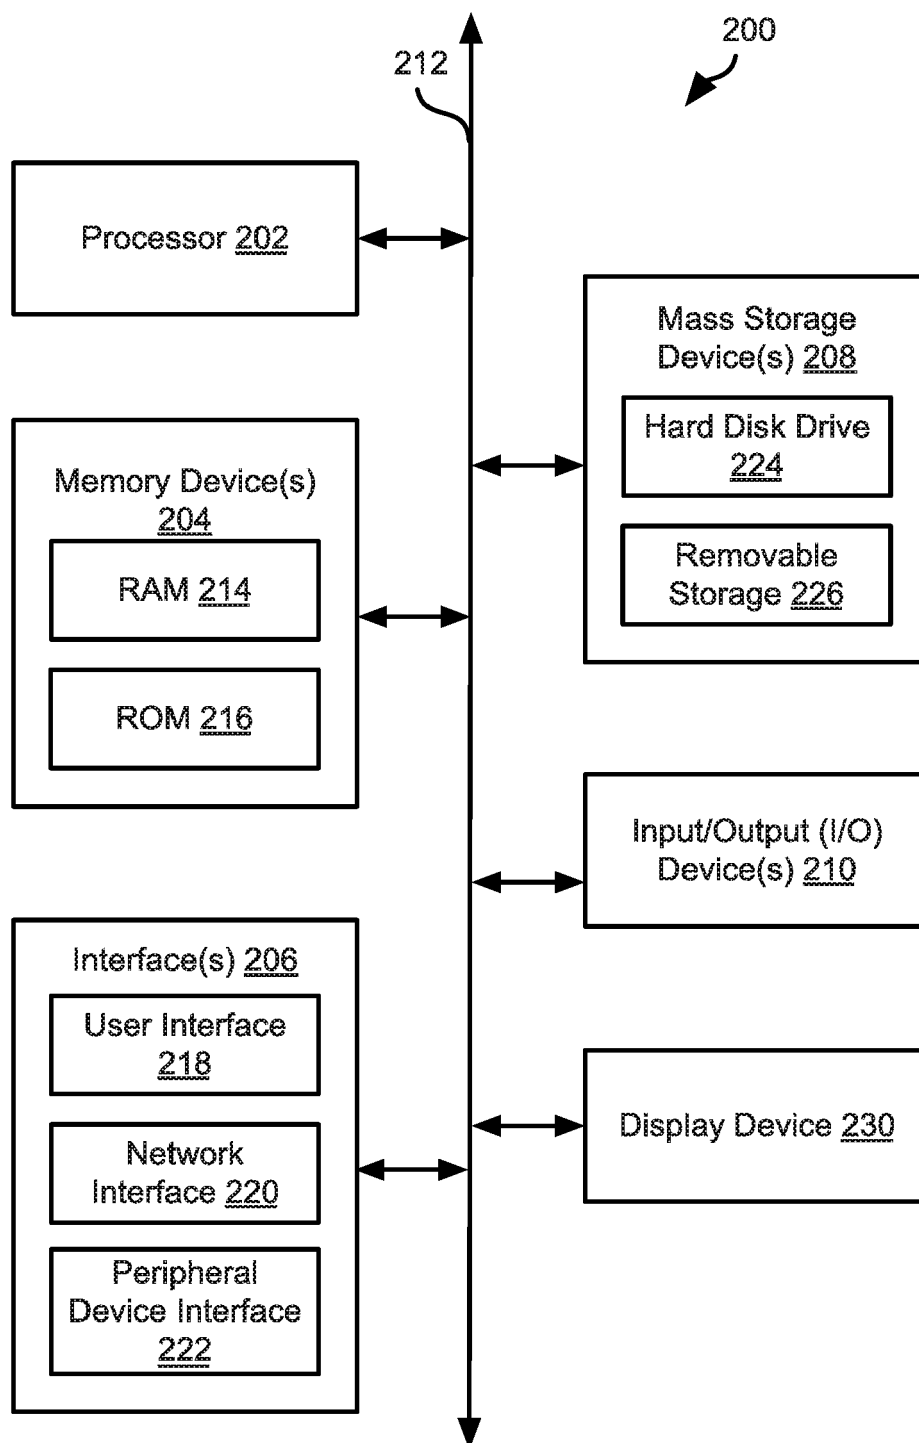 200
212
Processor 202
Mass Storage
Device(s) 208
Hard Disk Drive
224
Removable
Storage 226
Memory Device(s)
204
RAM 214
ROM 216
Input/Output (I/O)
Device(s) 210
Interface(s) 206
User Interface
218
Network
Interface 220
Peripheral
Device Interface
222
Display Device 230